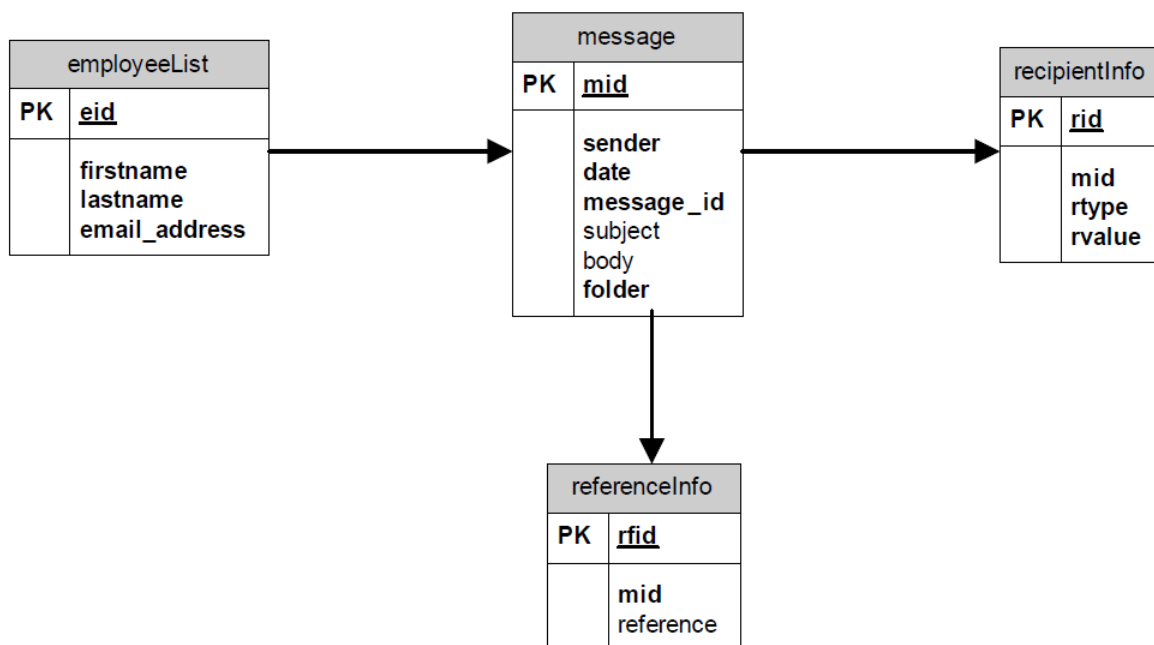 employeeList
PK eid
firstname
lastname
email_address
message
PK mid
sender
date
message_id
subject
body
folder
recipientInfo
PK rid
mid
rtype
rvalue
referenceInfo
PK rfid
mid
reference